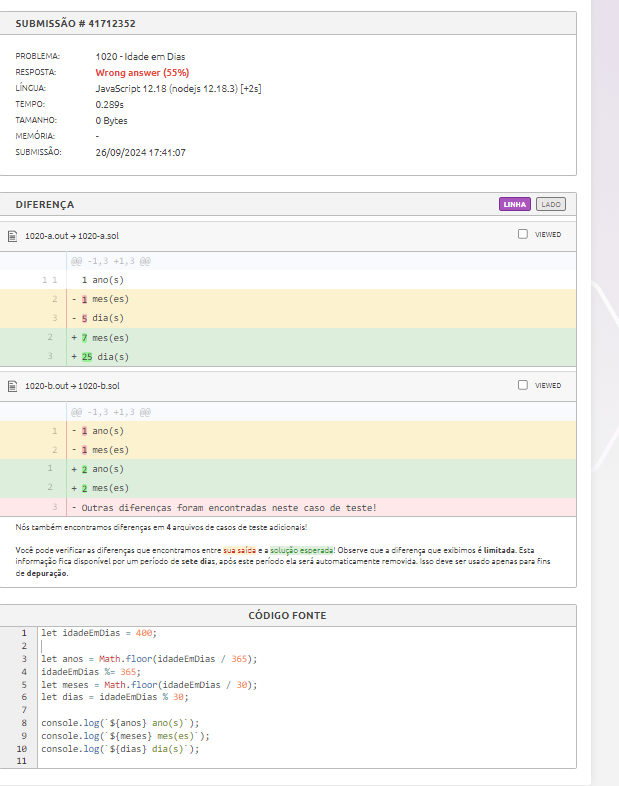 SUBMISSÃO # 41712352
PROBLEMA: 1020 - Idade em Dias
RESPOSTA: Wrong answer (55%)
LÍNGUA: JavaScript 12.18 (nodejs 12.18.3) [+2s]
TEMPO: 0.289s
TAMANHO: 0 Bytes
MEMÓRIA: -
SUBMISSÃO: 26/09/2024 17:41:07
DIFERENÇA LINHA LADO
1020-a.out → 1020-a.sol VIEWED
@@ -1,3 +1,3 @@
1 1 1 ano(s)
2 - 1 mes(es)
3 - 5 dia(s)
2 + 7 mes(es)
3 + 25 dia(s)
1020-b.out → 1020-b.sol VIEWED
@@ -1,3 +1,3 @@
1 - 1 ano(s)
2 - 1 mes(es)
1 + 2 ano(s)
2 + 2 mes(es)
3 - Outras diferenças foram encontradas neste caso de teste!
Nós também encontramos diferenças em 4 arquivos de casos de teste adicionais!
Você pode verificar as diferenças que encontramos entre sua saída e a solução esperada! Observe que a diferença que exibimos é limitada. Esta
informação fica disponível por um período de sete dias, após este período ela será automaticamente removida. Isso deve ser usado apenas para fins
de depuração.
CÓDIGO FONTE
1 let idadeEmDias = 400;
2
3 let anos = Math.floor(idadeEmDias / 365);
4 idadeEmDias %= 365;
5 let meses = Math.floor(idadeEmDias / 30);
6 let dias = idadeEmDias % 30;
7
8 console.log(`${anos} ano(s)`);
9 console.log(`${meses} mes(es)`);
10 console.log(`${dias} dia(s)`);
11